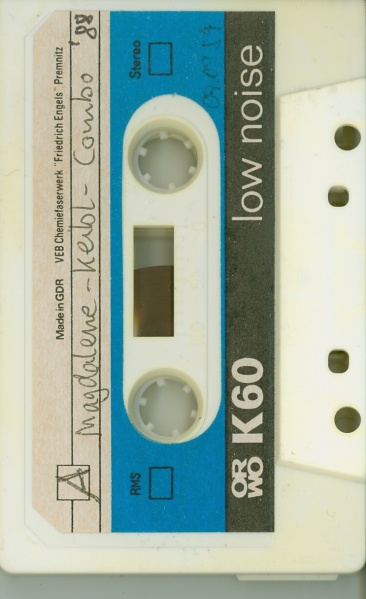 Made in GDR VEB Chemiefaserwerk "Friedrich Engels" Premnitz
A Magdalene-Keibl-Combo '88
RMS Stereo
ORWO K60 low noise